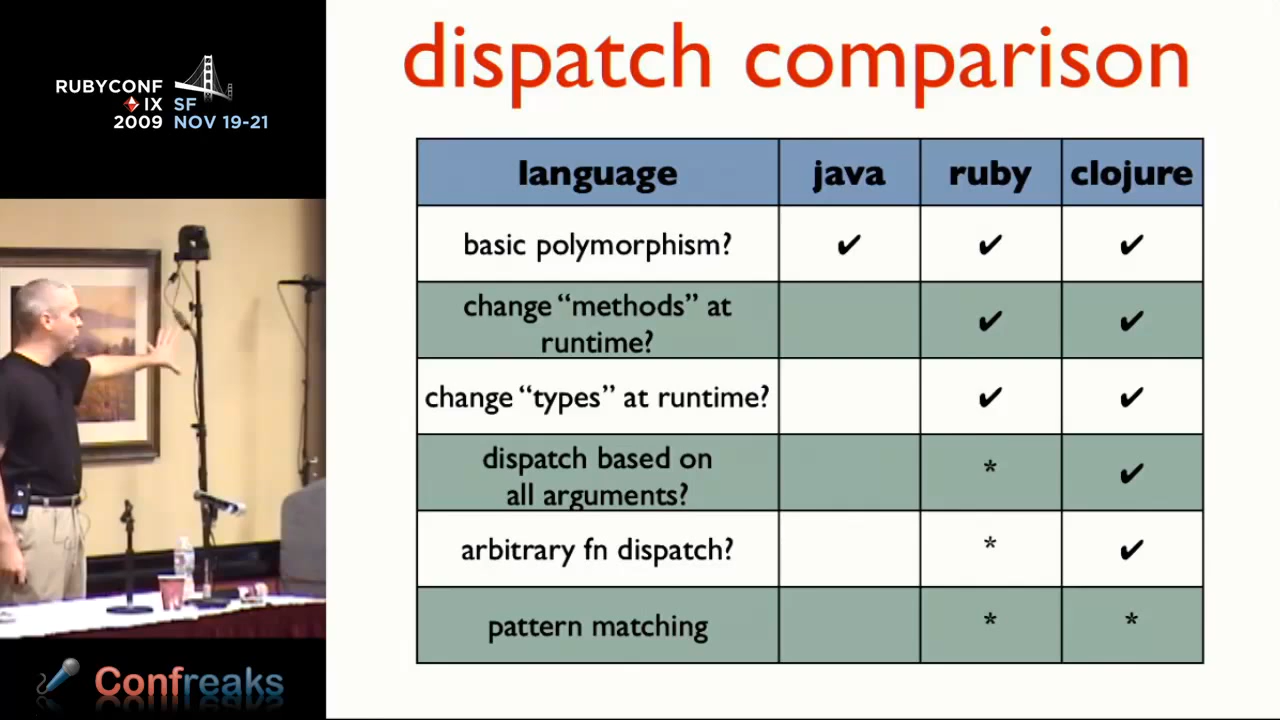 RUBYCONF
IX SF
2009 NOV 19-21
dispatch comparison
language java ruby clojure
basic polymorphism? ✔ ✔ ✔
change “methods” at
runtime? ✔ ✔
change “types” at runtime? ✔ ✔
dispatch based on
all arguments? * ✔
arbitrary fn dispatch? * ✔
pattern matching * *
Confreaks